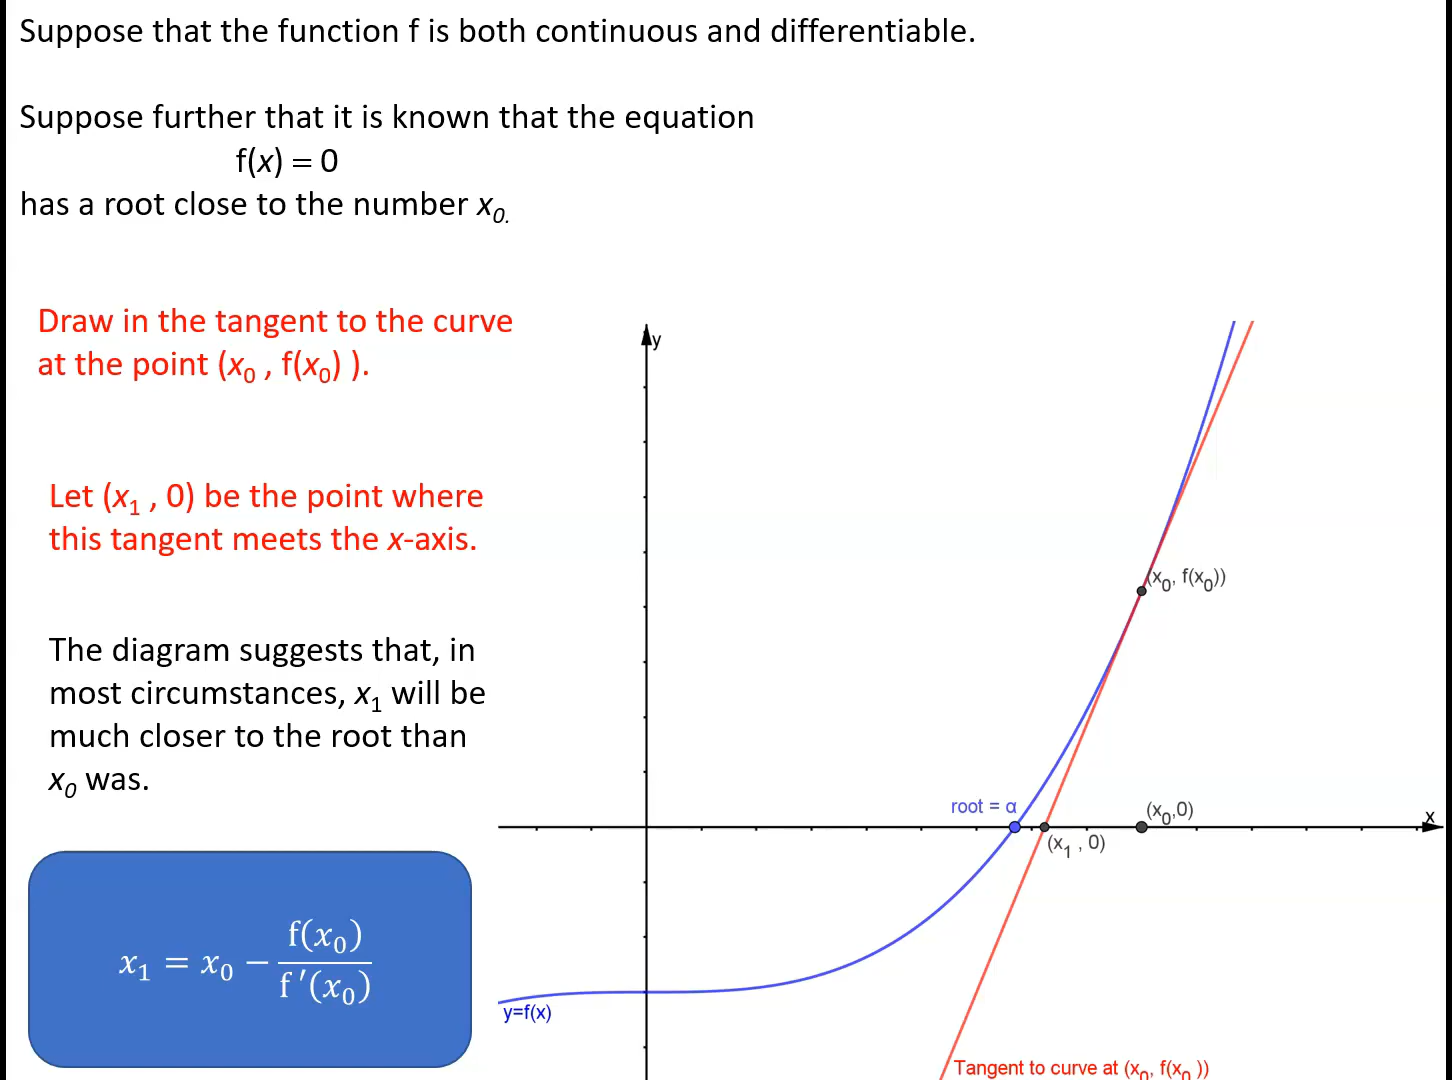 Suppose that the function f is both continuous and differentiable.
Suppose further that it is known that the equation
f(x) = 0
has a root close to the number x₀.
Draw in the tangent to the curve
at the point (x₀ , f(x₀) ).
Let (x₁ , 0) be the point where
this tangent meets the x-axis.
The diagram suggests that, in
most circumstances, x₁ will be
much closer to the root than
x₀ was.
x₁ = x₀ − f(x₀) / f ′(x₀)
y
(x₀, f(x₀))
root = α
(x₀,0)
x
(x₁ , 0)
y=f(x)
Tangent to curve at (x₀, f(x₀ ))